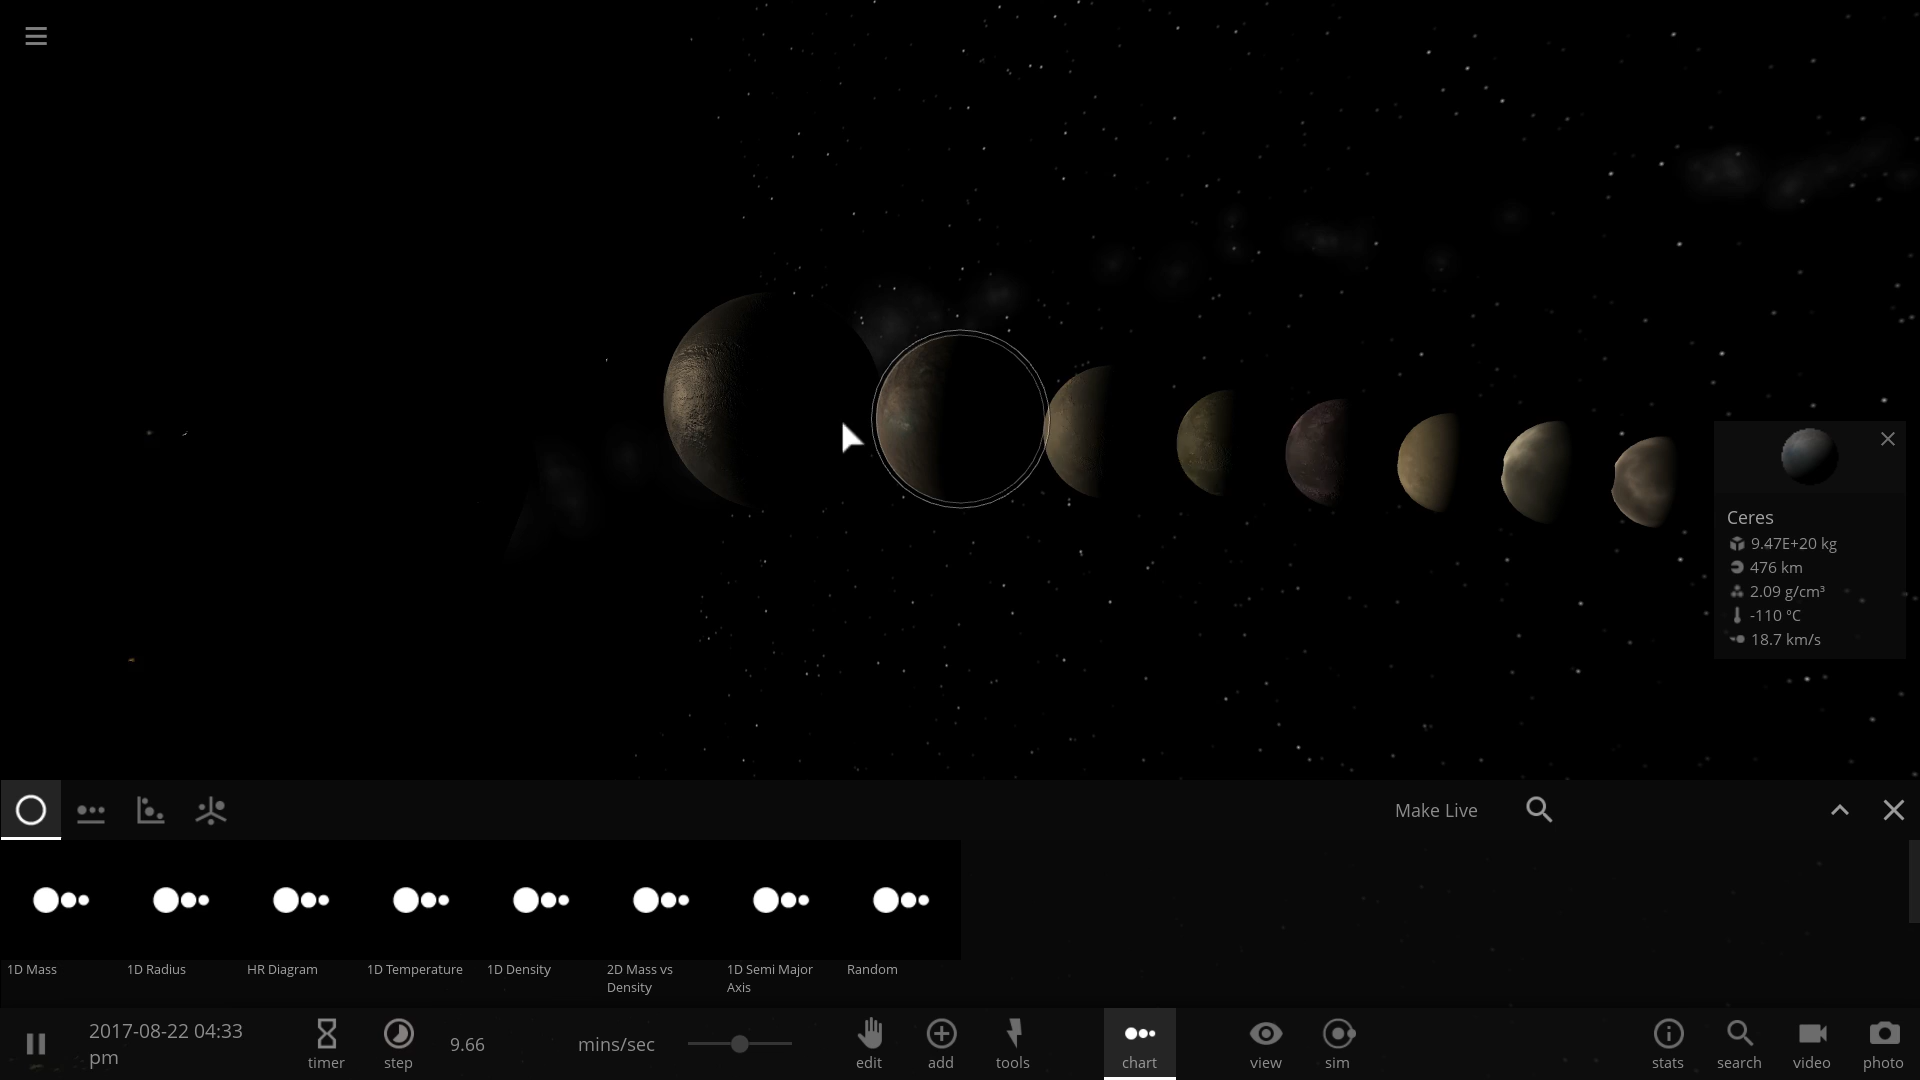 Ceres
9.47E+20 kg
476 km
2.09 g/cm³
-110 °C
18.7 km/s
Make Live
1D Mass
1D Radius
HR Diagram
1D Temperature
1D Density
2D Mass vs
Density
1D Semi Major
Axis
Random
2017-08-22 04:33
pm
timer
step
9.66
mins/sec
edit
add
tools
chart
view
sim
stats
search
video
photo